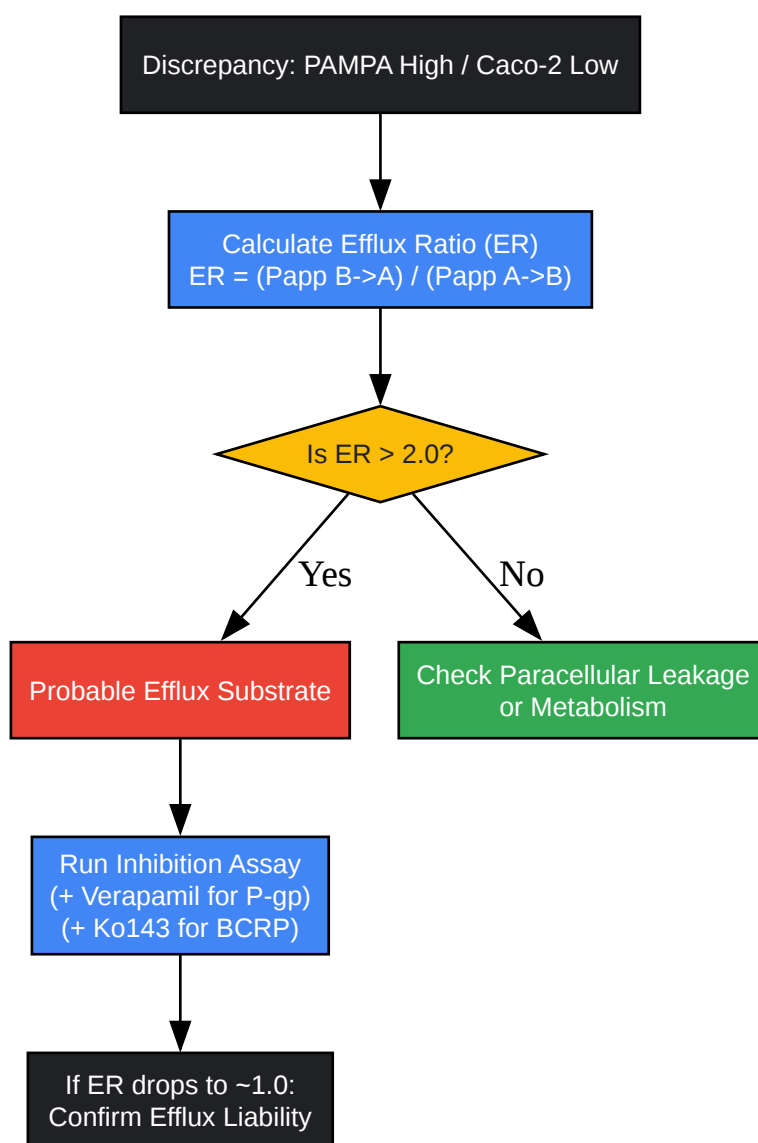 Discrepancy: PAMPA High / Caco-2 Low
Calculate Efflux Ratio (ER)
ER = (Papp B->A) / (Papp A->B)
Is ER > 2.0?
Yes
No
Probable Efflux Substrate
Check Paracellular Leakage
or Metabolism
Run Inhibition Assay
(+ Verapamil for P-gp)
(+ Ko143 for BCRP)
If ER drops to ~1.0:
Confirm Efflux Liability